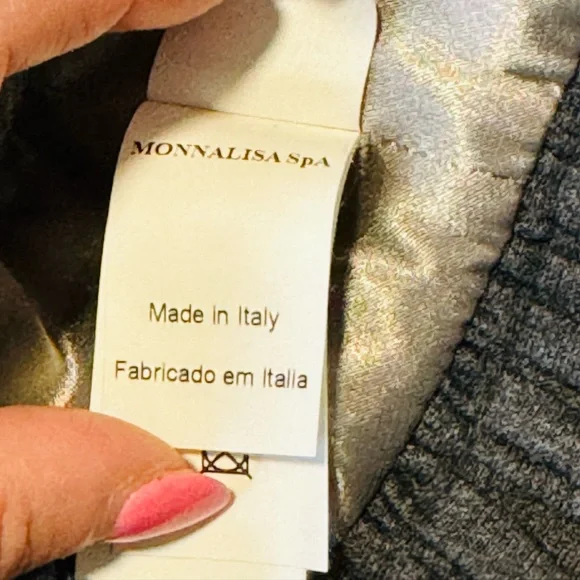 MONNALISA SpA
Made in Italy
Fabricado em Italia